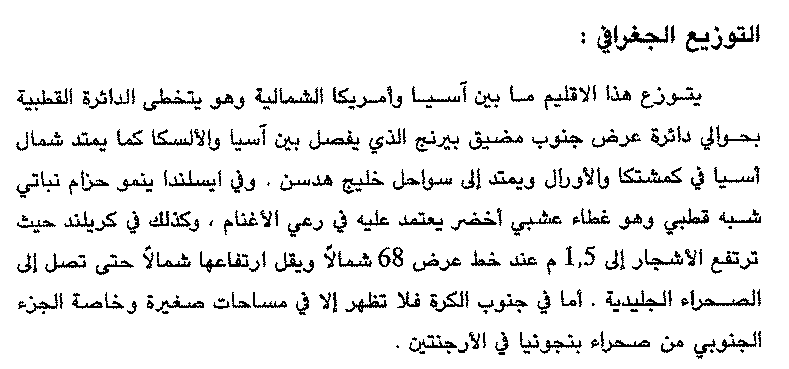 التوزيع الجغرافي :
يتوزع هذا الاقليم ما بين آسيا وأمريكا الشمالية وهو يتخطى الدائرة القطبية
بحوالي دائرة عرض جنوب مضيق بيرنج الذي يفصل بين آسيا والألسكا كما يمتد شمال
أسيا في كمشتكا والأورال ويمتد إلى سواحل خليج هدسن . وفي ايسلندا ينمو حزام نباتي
شبه قطبي وهو غطاء عشبي أخضر يعتمد عليه في رعي الأغنام ، وكذلك في كريلند حيث
ترتفع الأشجار إلى 1,5 م عند خط عرض 68 شمالاً ويقل ارتفاعها شمالاً حتى تصل إلى
الصحراء الجليدية . أما في جنوب الكرة فلا تظهر إلا في مساحات صغيرة وخاصة الجزء
الجنوبي من صحراء بنجونيا في الأرجنتين .